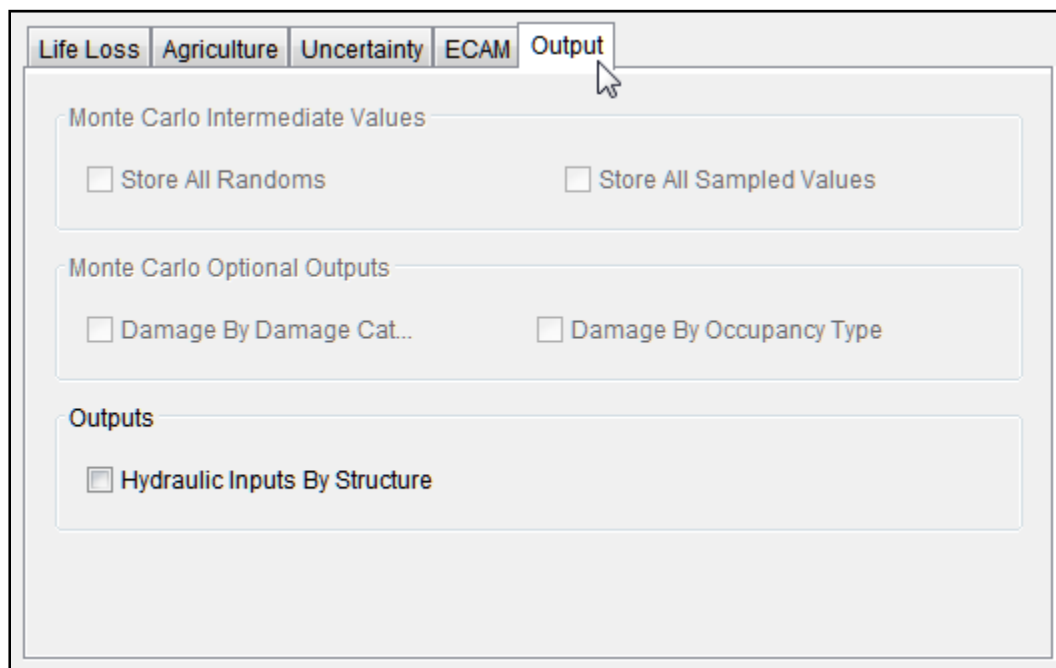 Life Loss Agriculture Uncertainty ECAM Output
Monte Carlo Intermediate Values
Store All Randoms Store All Sampled Values
Monte Carlo Optional Outputs
Damage By Damage Cat... Damage By Occupancy Type
Outputs
Hydraulic Inputs By Structure